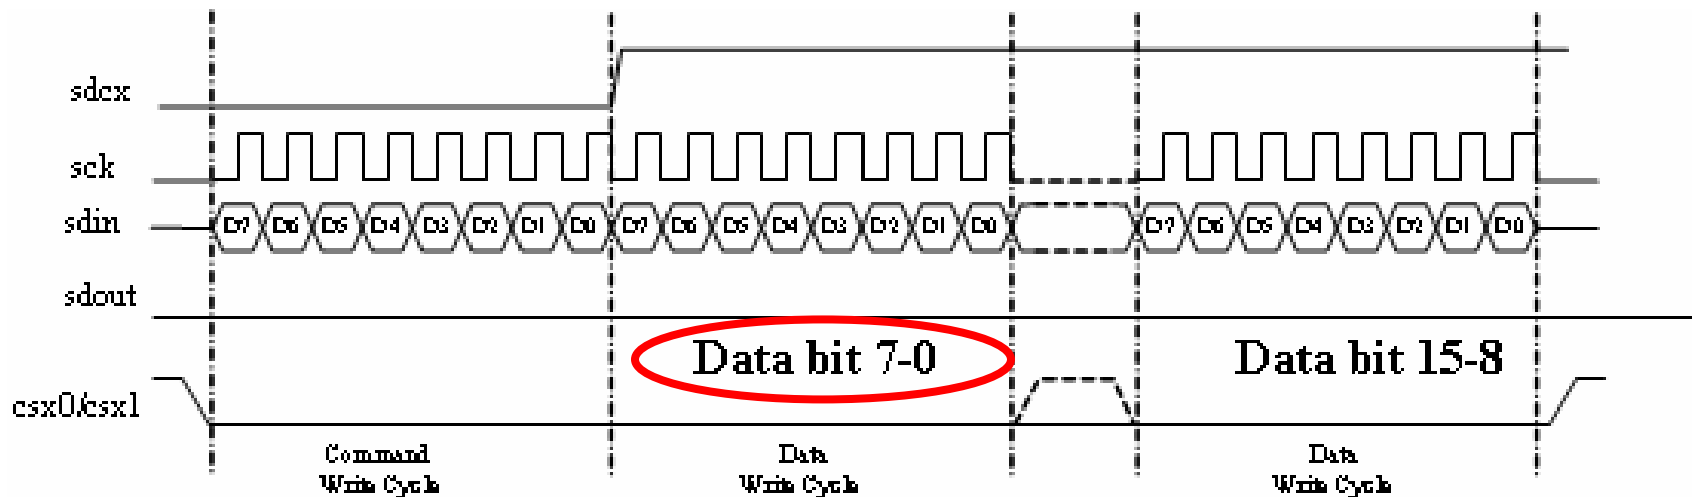 sdcx
sck
sdin D7 D6 D5 D4 D3 D2 D1 D0 D7 D6 D5 D4 D3 D2 D1 D0 D7 D6 D5 D4 D3 D2 D1 D0
sdout
Data bit 7-0 Data bit 15-8
csx0/csx1
Command Data Data
Write Cycle Write Cycle Write Cycle